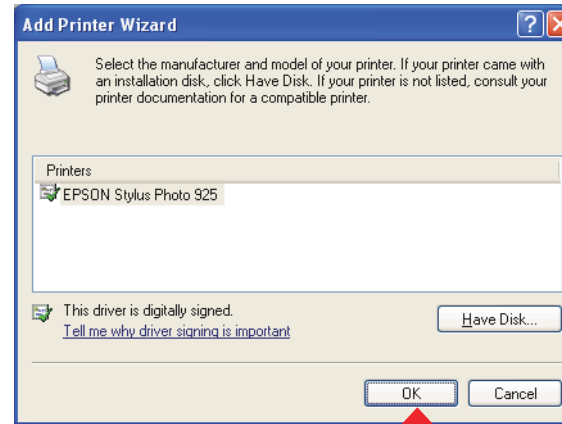 Add Printer Wizard
Select the manufacturer and model of your printer. If your printer came with
an installation disk, click Have Disk. If your printer is not listed, consult your
printer documentation for a compatible printer.
Printers
EPSON Stylus Photo 925
This driver is digitally signed.
Tell me why driver signing is important
Have Disk...
OK
Cancel